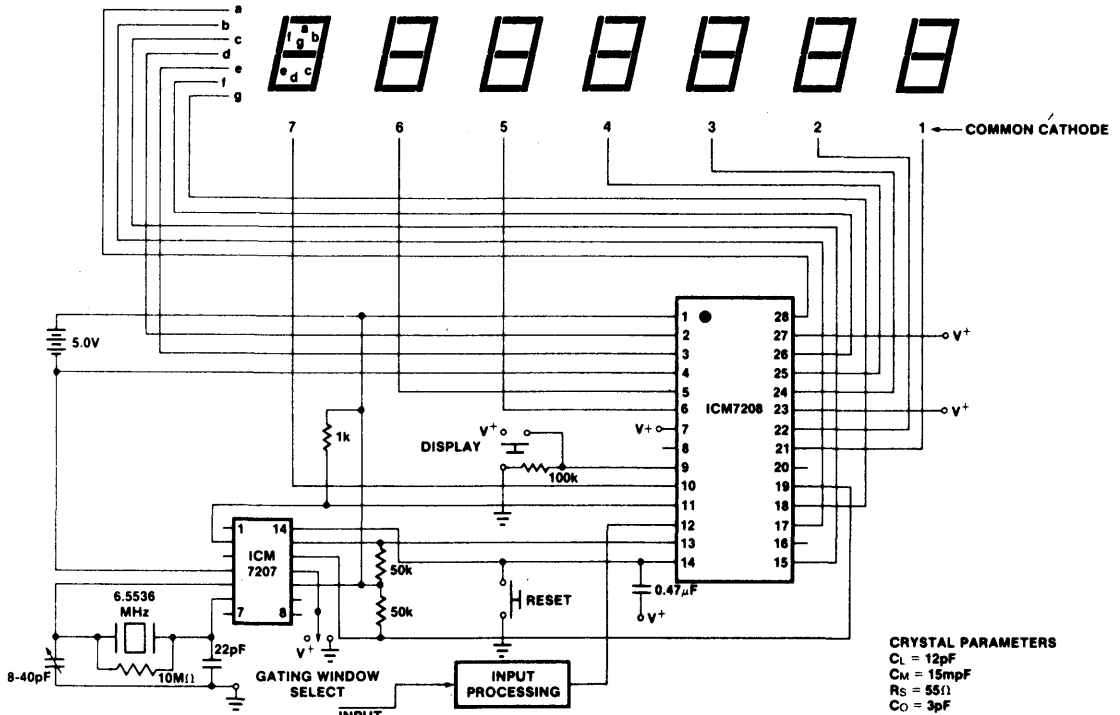 a
b
c
d
e
f
g
a
f b
g
e c
d
7 6 5 4 3 2 1 COMMON CATHODE
5.0V
1 28
2 27 V+
3 26
4 25
5 ICM7208 24
6 23 V+
V+ 7 22
8 21
9 20
10 19
11 18
12 17
13 16
14 15
1k
DISPLAY V+
100k
1 14
ICM
7207
7 8
50k
50k
RESET
0.47µF
V+
6.5536
MHz
22pF
8-40pF
10MΩ
V+
GATING WINDOW
SELECT
INPUT
PROCESSING
INPUT
CRYSTAL PARAMETERS
CL = 12pF
CM = 15mpF
RS = 55Ω
CO = 3pF